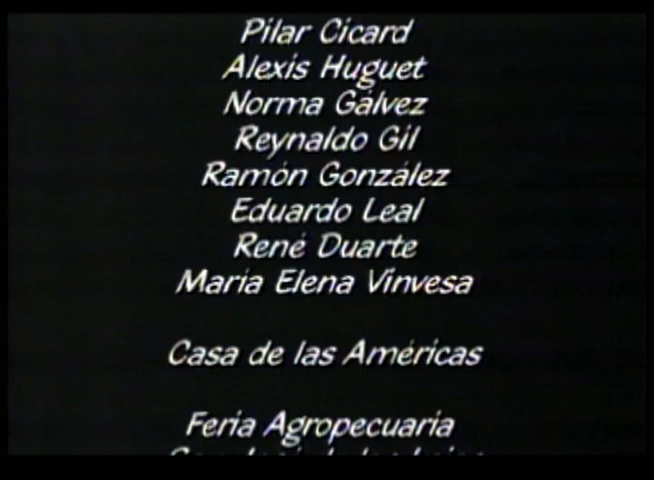 Pilar Cicard
Alexis Huguet
Norma Gálvez
Reynaldo Gil
Ramón González
Eduardo Leal
René Duarte
María Elena Vinvesa
Casa de las Américas
Feria Agropecuaria